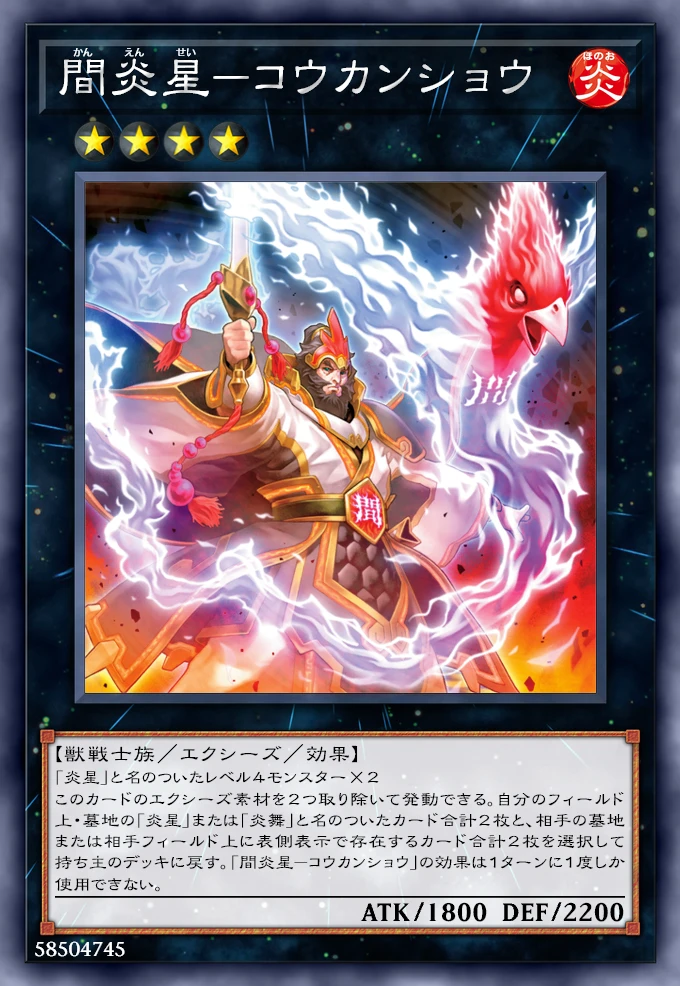 かん えん せい
間炎星－コウカンショウ
ほのお
炎
間
間
【獣戦士族／エクシーズ／効果】
「炎星」と名のついたレベル４モンスター×２
このカードのエクシーズ素材を２つ取り除いて発動できる。自分のフィールド
上・墓地の「炎星」または「炎舞」と名のついたカード合計２枚と、相手の墓地
または相手フィールド上に表側表示で存在するカード合計２枚を選択して
持ち主のデッキに戻す。「間炎星－コウカンショウ」の効果は１ターンに１度しか
使用できない。
ATK/1800 DEF/2200
58504745